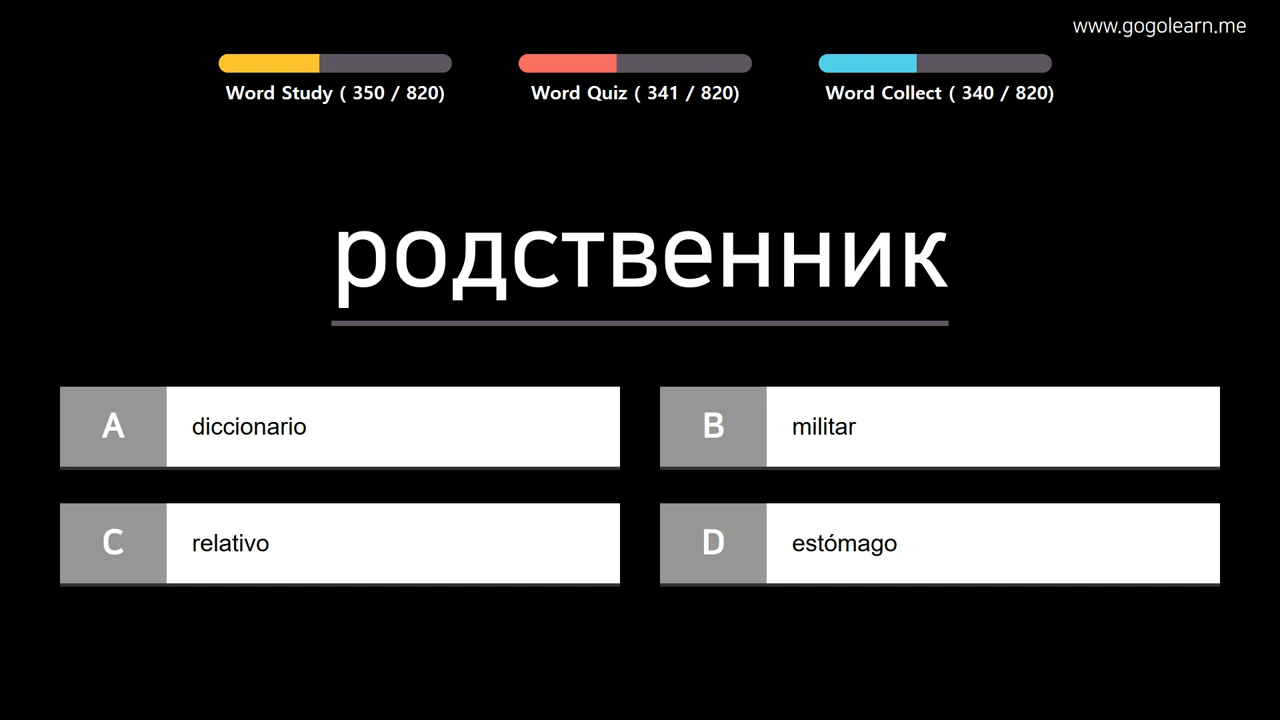 www.gogolearn.me
Word Study ( 350 / 820)
Word Quiz ( 341 / 820)
Word Collect ( 340 / 820)
родственник
A diccionario
B militar
C relativo
D estómago